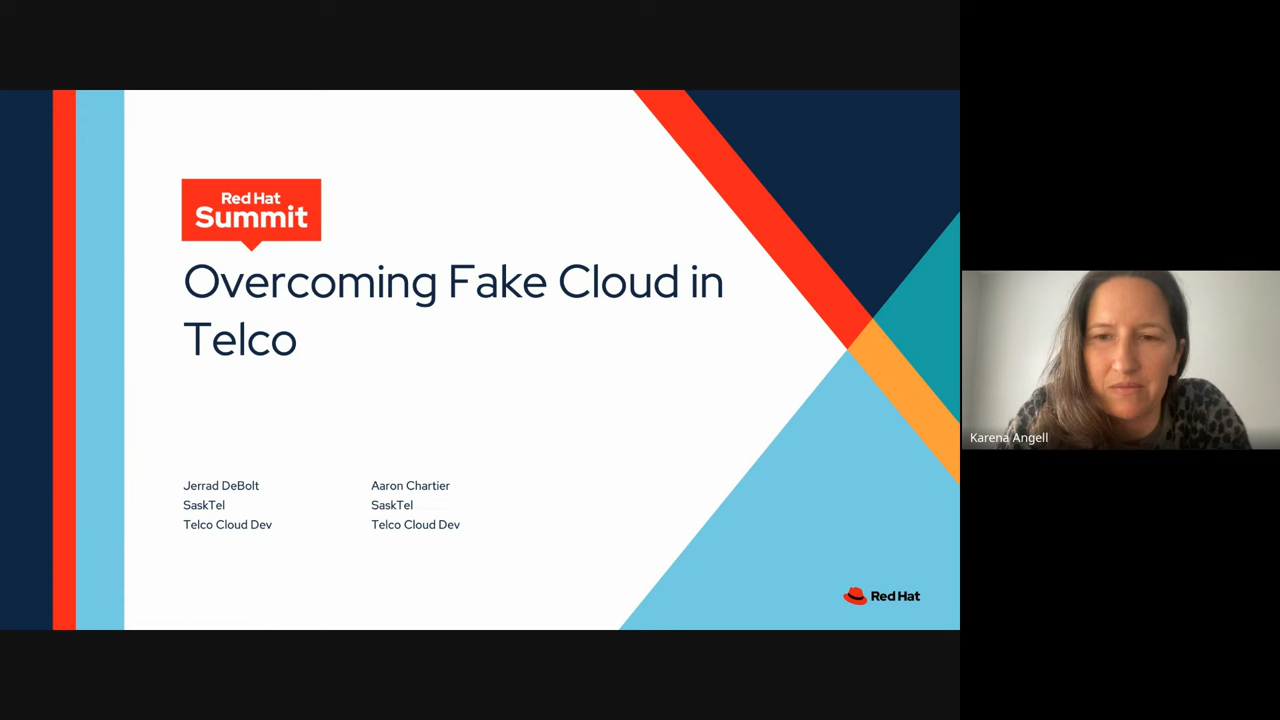 Red Hat
Summit
Overcoming Fake Cloud in
Telco
Jerrad DeBolt
SaskTel
Telco Cloud Dev
Aaron Chartier
SaskTel
Telco Cloud Dev
Red Hat
Karena Angell